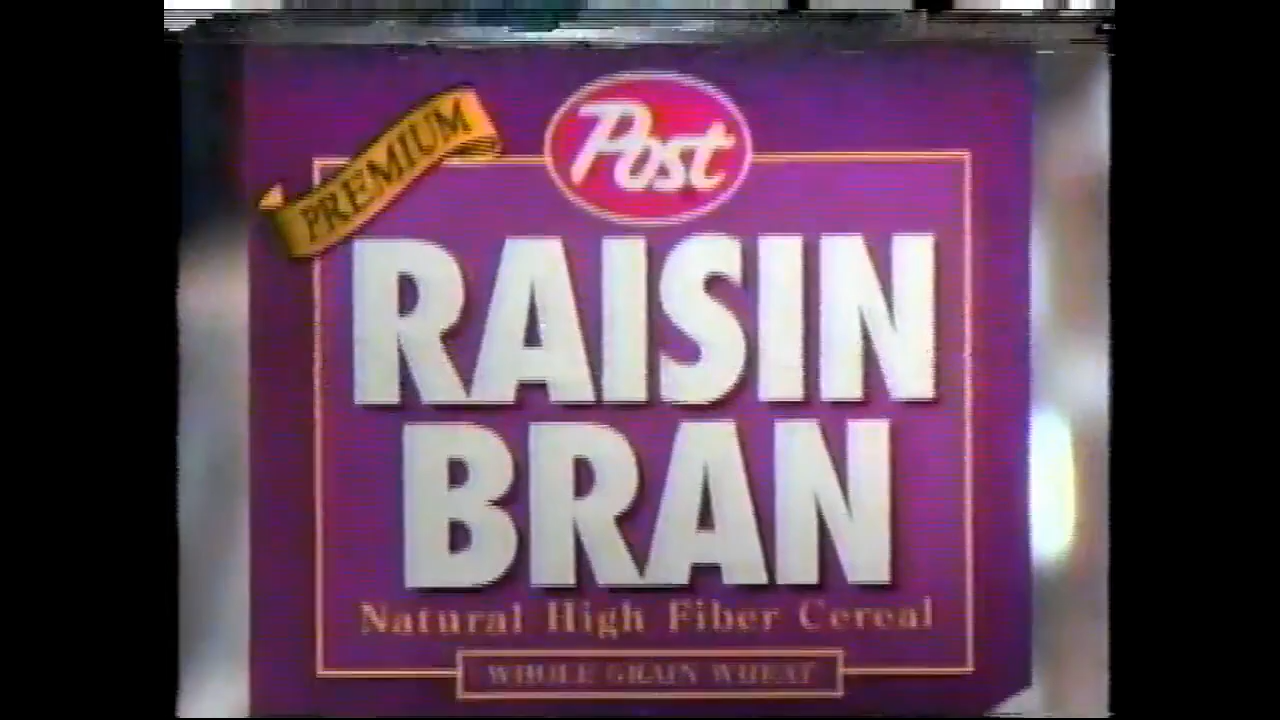 PREMIUM
Post
RAISIN
BRAN
Natural High Fiber Cereal
WHOLE GRAIN WHEAT